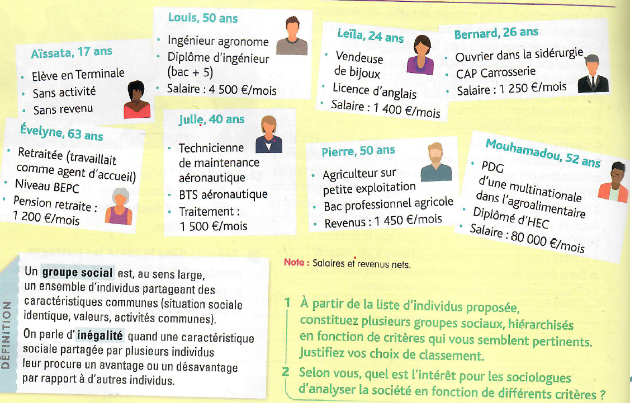 Aïssata, 17 ans
• Elève en Terminale
• Sans activité
• Sans revenu
Louis, 50 ans
• Ingénieur agronome
• Diplôme d'ingénieur
(bac + 5)
• Salaire : 4 500 €/mois
Leïla, 24 ans
• Vendeuse
de bijoux
• Licence d'anglais
• Salaire : 1 400 €/mois
Bernard, 26 ans
• Ouvrier dans la sidérurgie
• CAP Carrosserie
• Salaire : 1 250 €/mois
Évelyne, 63 ans
• Retraitée (travaillait
comme agent d'accueil)
• Niveau BEPC
• Pension retraite :
1 200 €/mois
Julie, 40 ans
• Technicienne
de maintenance
aéronautique
• BTS aéronautique
• Traitement :
1 500 €/mois
Pierre, 50 ans
• Agriculteur sur
petite exploitation
• Bac professionnel agricole
• Revenus : 1 450 €/mois
Mouhamadou, 52 ans
• PDG
d'une multinationale
dans l'agroalimentaire
• Diplômé d'HEC
• Salaire : 80 000 €/mois
DÉFINITION
Un groupe social est, au sens large,
un ensemble d'individus partageant des
caractéristiques communes (situation sociale
identique, valeurs, activités communes).
On parle d'inégalité quand une caractéristique
sociale partagée par plusieurs individus
leur procure un avantage ou un désavantage
par rapport à d'autres individus.
Note : Salaires et revenus nets.
1 À partir de la liste d'individus proposée,
constituez plusieurs groupes sociaux, hiérarchisés
en fonction de critères qui vous semblent pertinents.
Justifiez vos choix de classement.
2 Selon vous, quel est l'intérêt pour les sociologues
d'analyser la société en fonction de différents critères ?